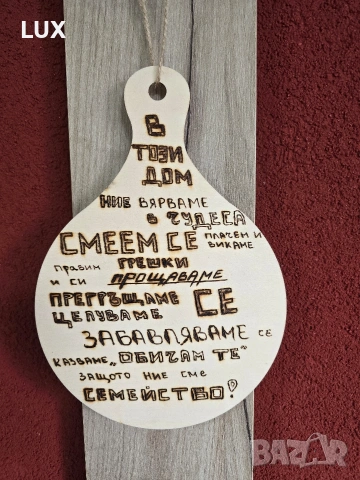 LUX
В
ТОЗИ
ДОМ
НИЕ ВЯРВАМЕ
в ЧУДЕСА
СМЕЕМ СЕ ПЛАЧЕМ И
ВИКАМЕ
Правим ГРЕШКИ
и си ПРОЩАВАМЕ
ПРЕГРЪЩАМЕ СЕ
ЦЕЛУВАМЕ
ЗАБАВЛЯВАМЕ СЕ
КАЗВАМЕ „ОБИЧАМ ТЕ“
ЗАЩОТО НИЕ СМЕ
СЕМЕЙСТВО!
BAZAR